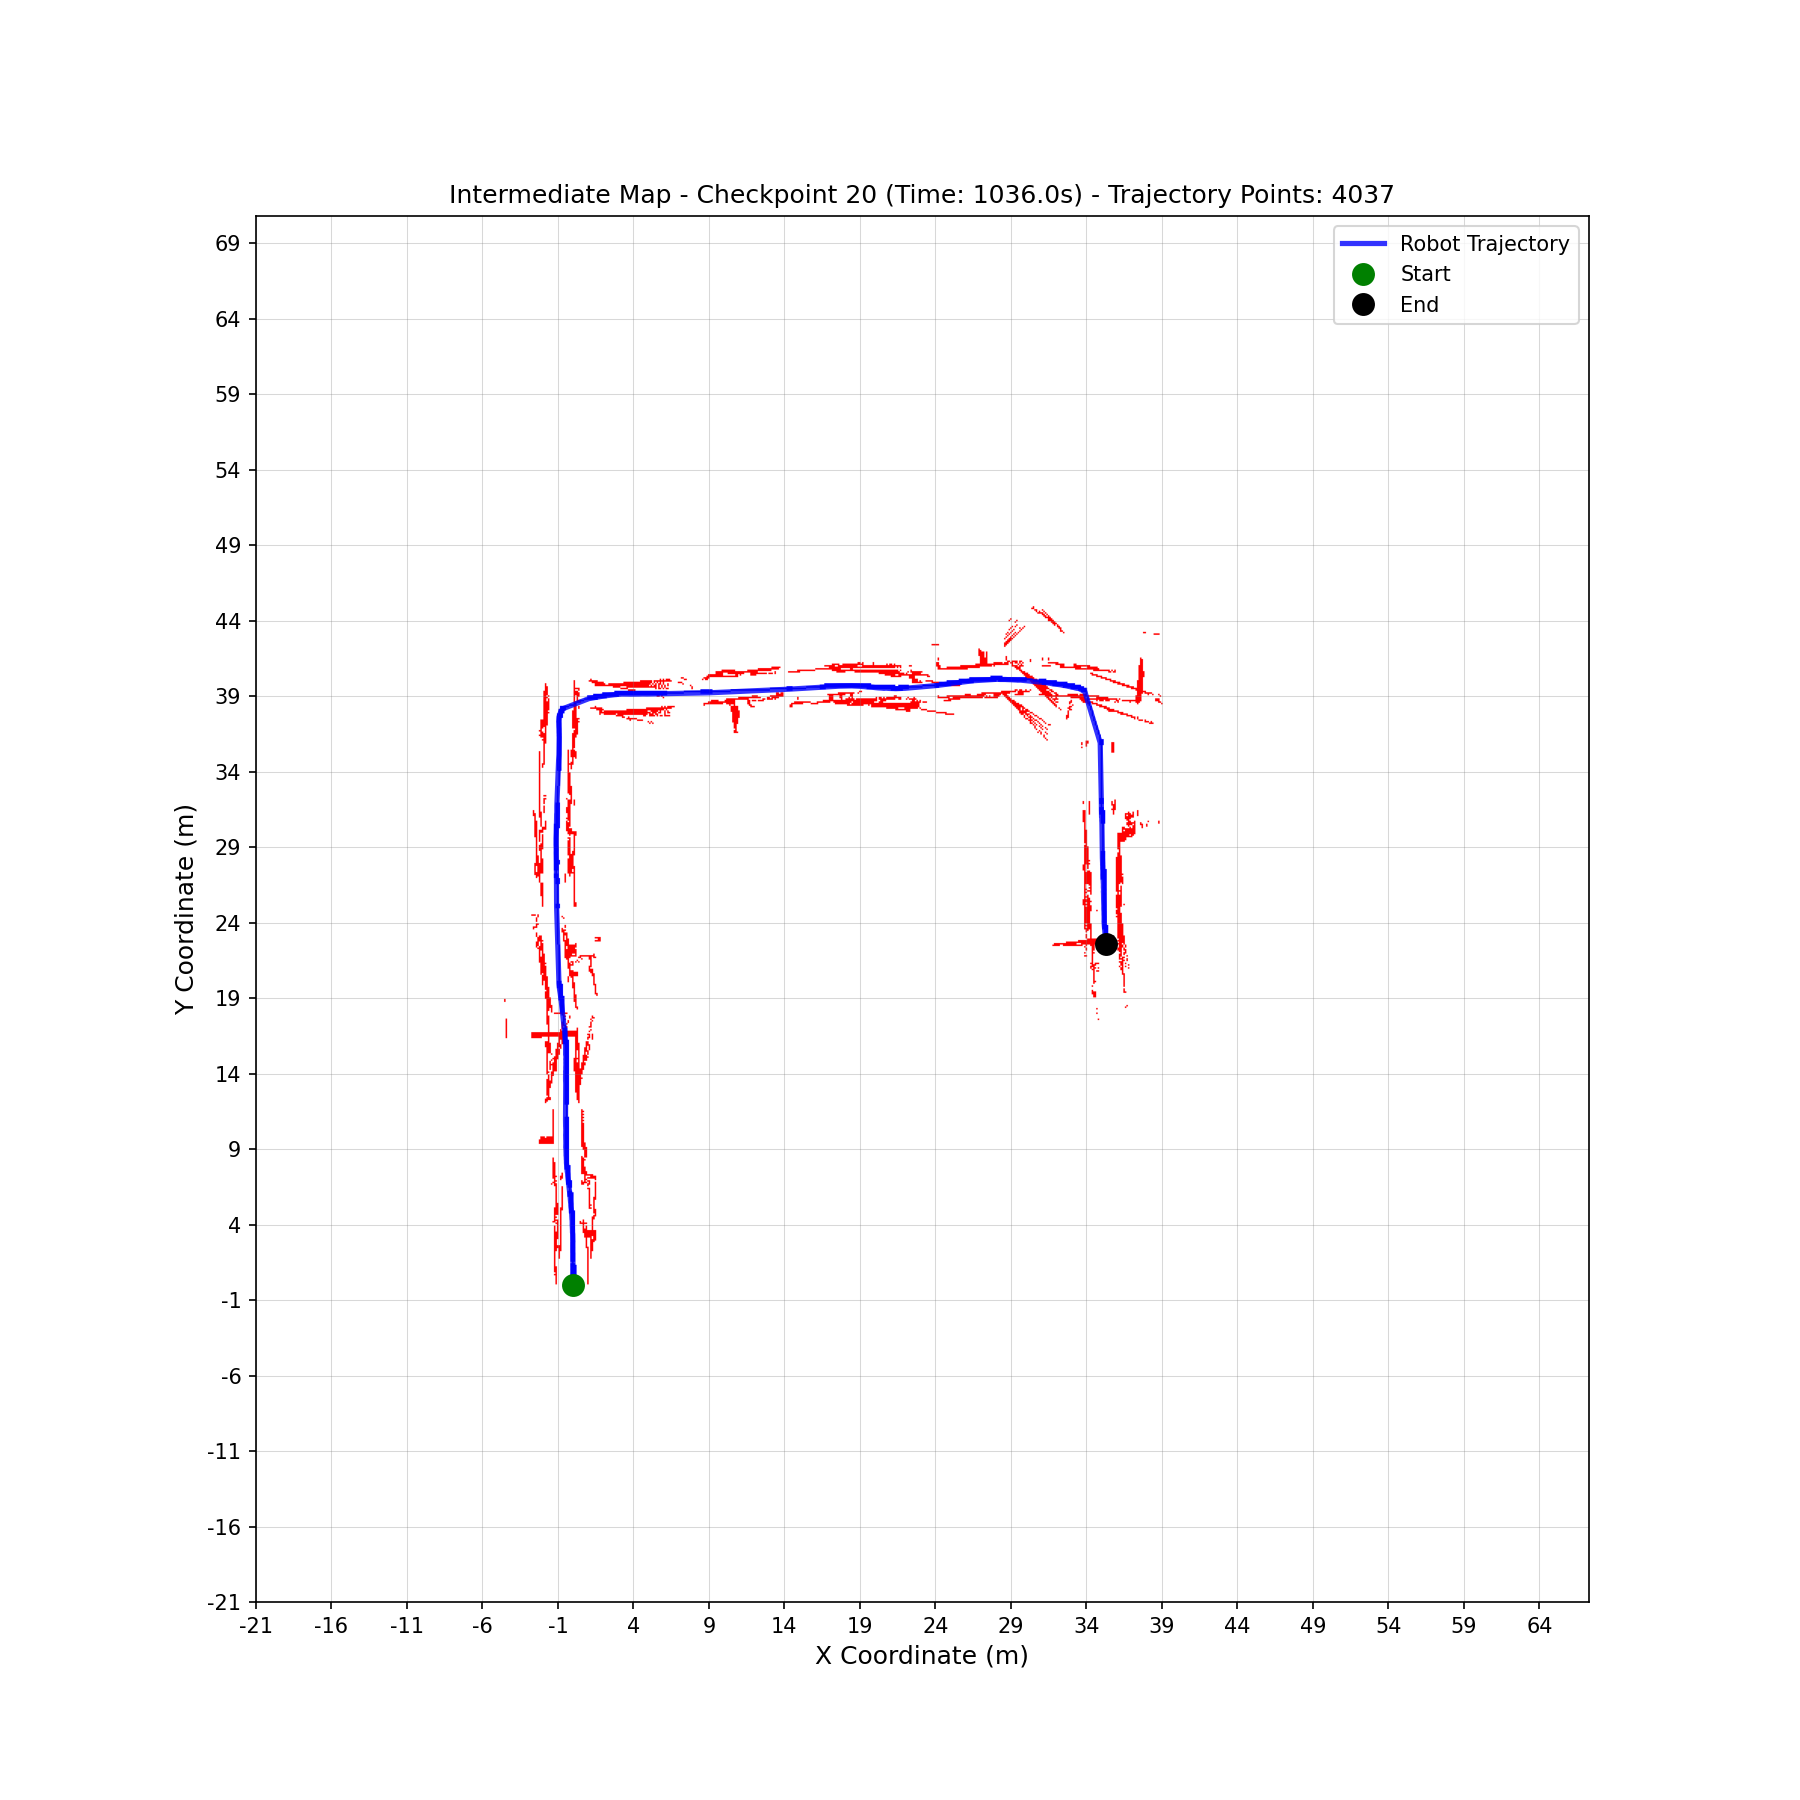 Intermediate Map - Checkpoint 20 (Time: 1036.0s) - Trajectory Points: 4037
Robot Trajectory
Start
End
69
64
59
54
49
44
39
34
29
24
19
14
9
4
-1
-6
-11
-16
-21
Y Coordinate (m)
-21 -16 -11 -6 -1 4 9 14 19 24 29 34 39 44 49 54 59 64
X Coordinate (m)